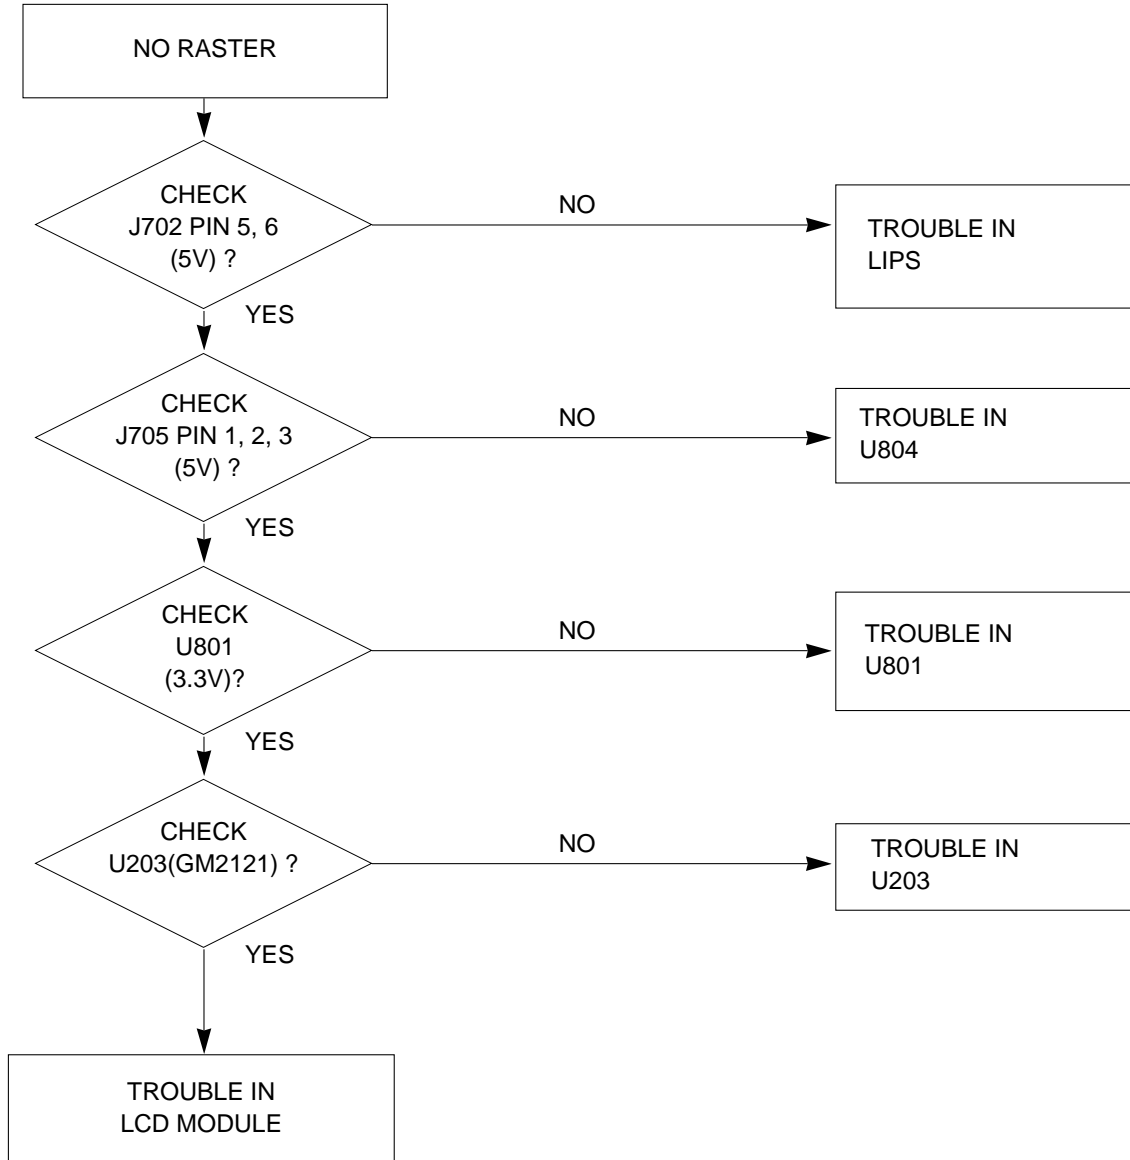 NO RASTER
CHECK
J702 PIN 5, 6
(5V) ?
NO
TROUBLE IN
LIPS
YES
CHECK
J705 PIN 1, 2, 3
(5V) ?
NO
TROUBLE IN
U804
YES
CHECK
U801
(3.3V)?
NO
TROUBLE IN
U801
YES
CHECK
U203(GM2121) ?
NO
TROUBLE IN
U203
YES
TROUBLE IN
LCD MODULE